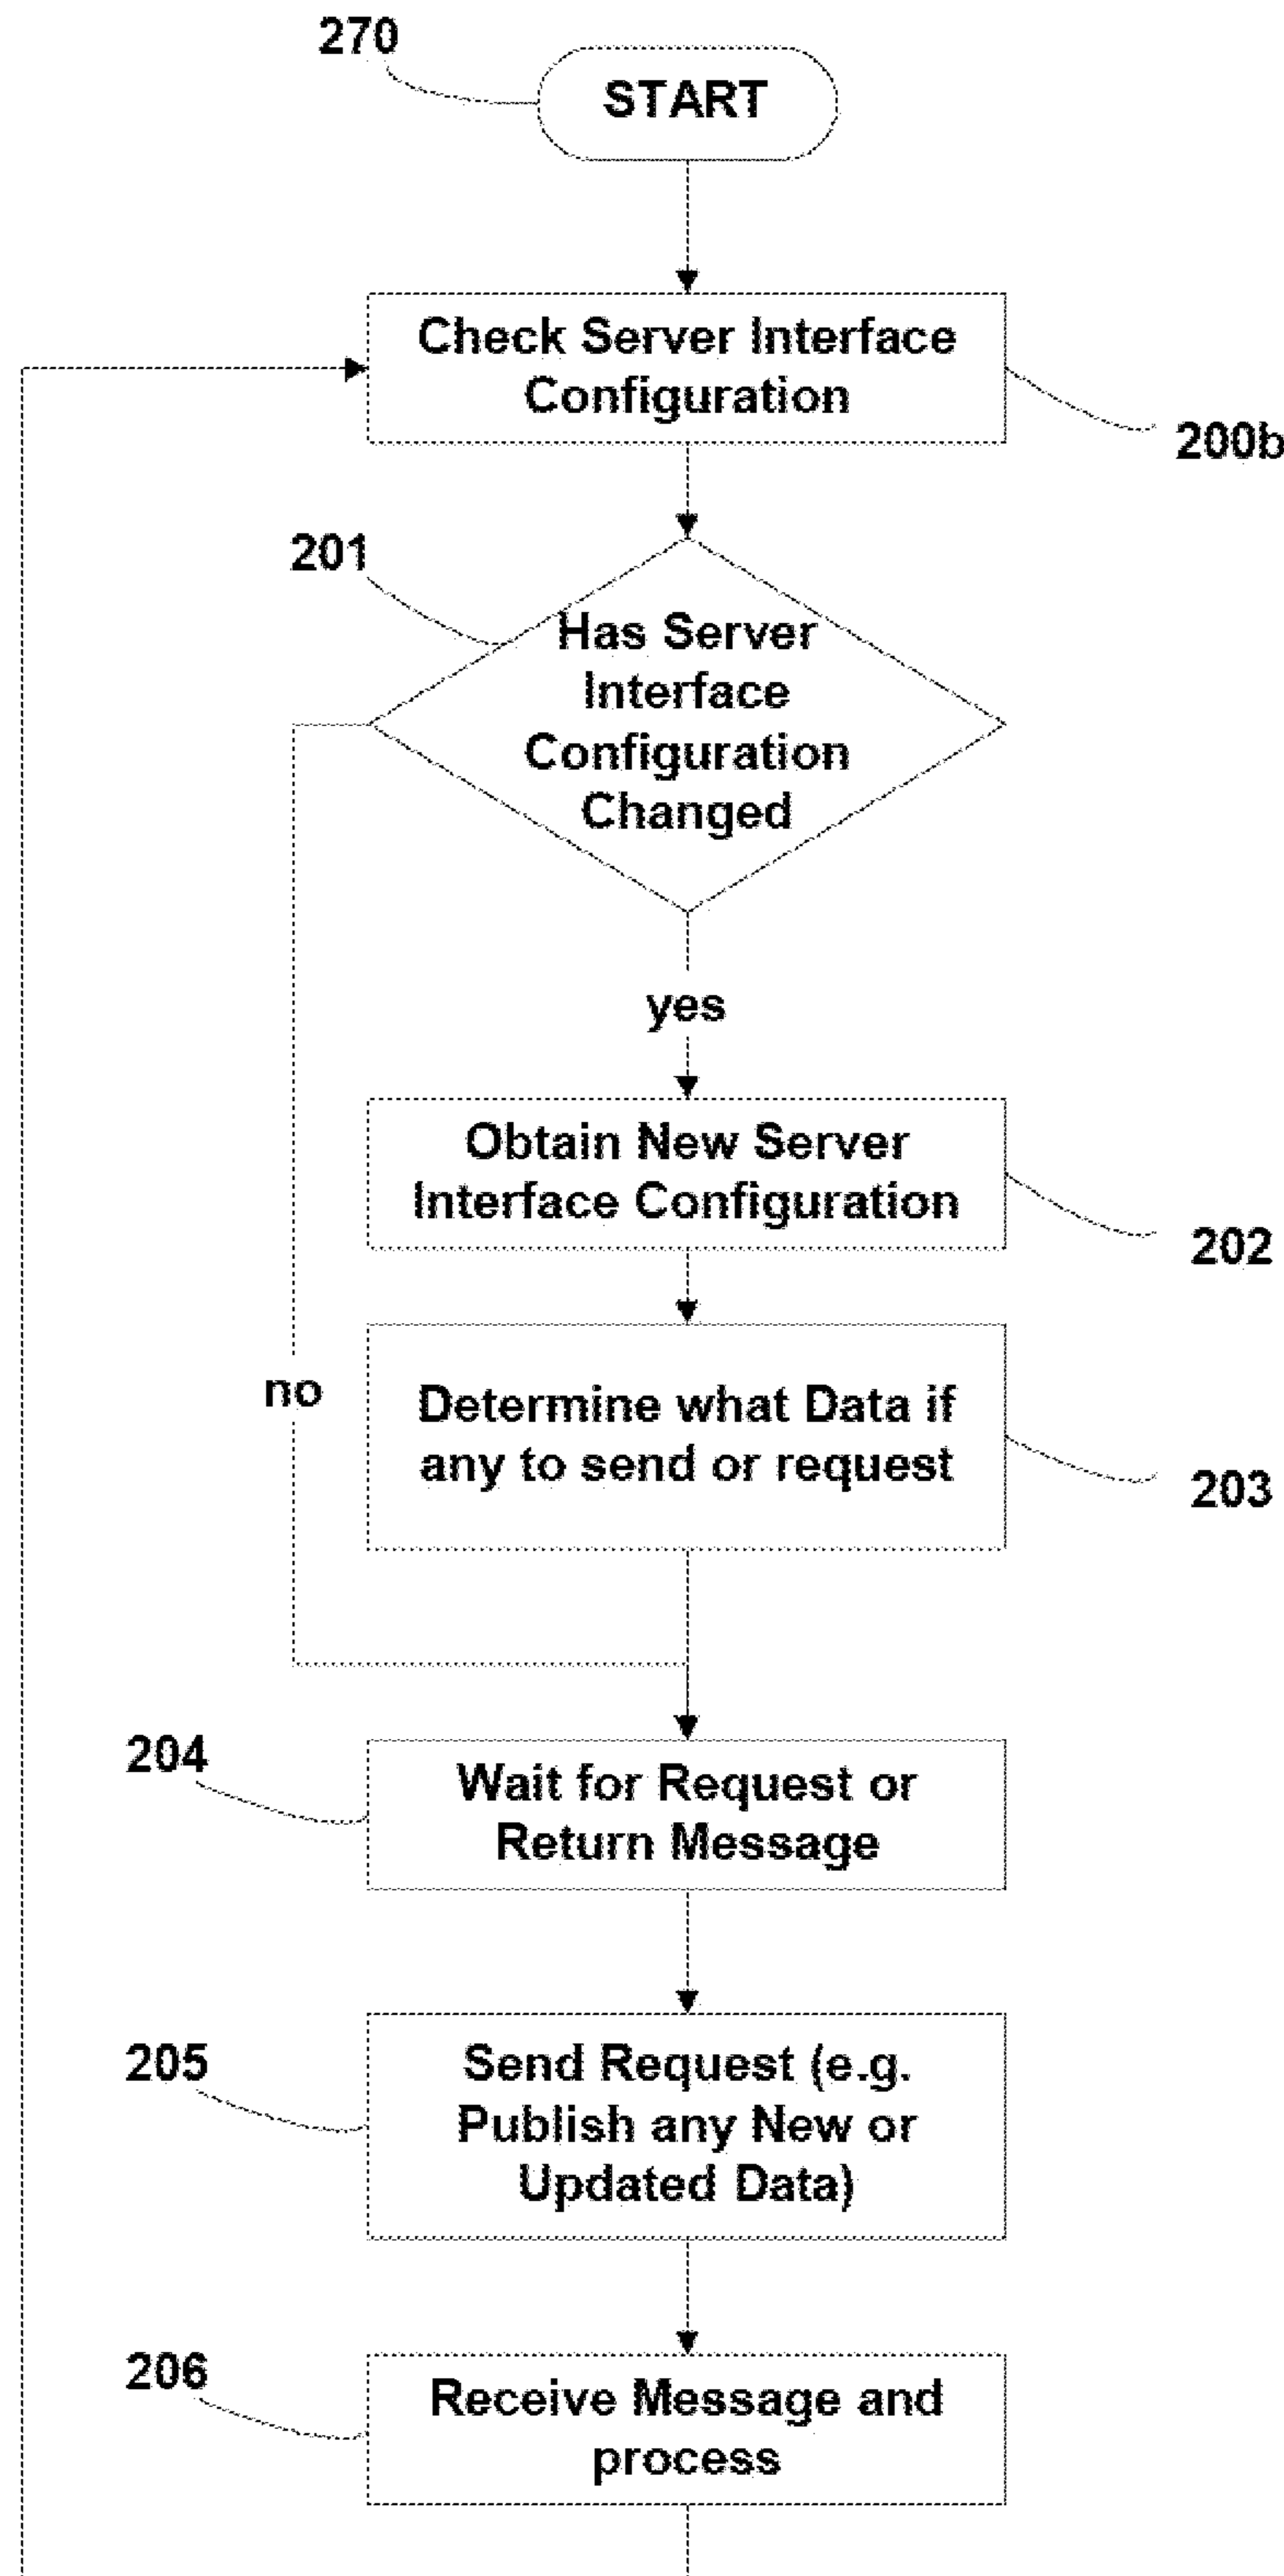 270
START
Check Server Interface
Configuration
200b
201
Has Server
Interface
Configuration
Changed
yes
Obtain New Server
Interface Configuration
202
no
Determine what Data if
any to send or request
203
204
Wait for Request or
Return Message
205
Send Request (e.g.
Publish any New or
Updated Data)
206
Receive Message and
process